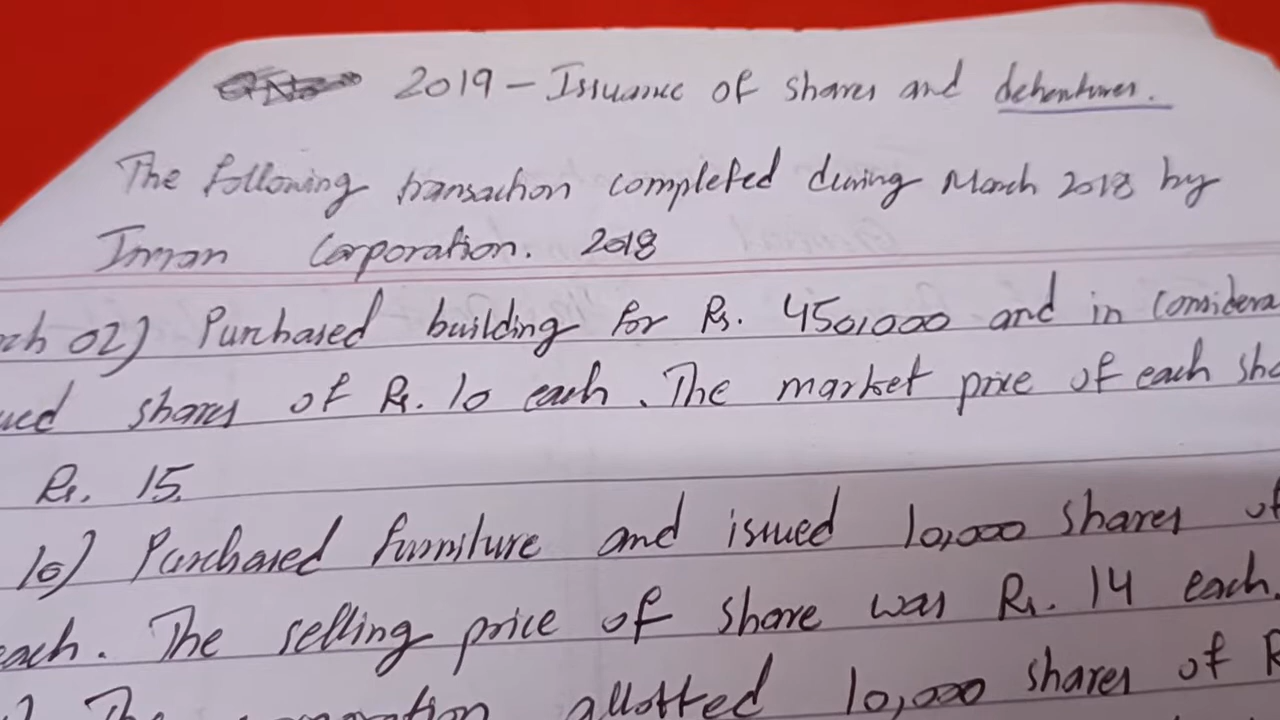 2019 - Issuance of shares and debentures.
The following transaction completed during March 2018 by
Imran Corporation. 2018
ch 02) Purchased building for Rs. 450,000 and in considera
ued shares of Rs. 10 each. The market price of each sha
Rs. 15.
10) Purchased furniture and issued 10,000 shares of
each. The selling price of share was Rs. 14 each.
allotted 10,000 shares of R